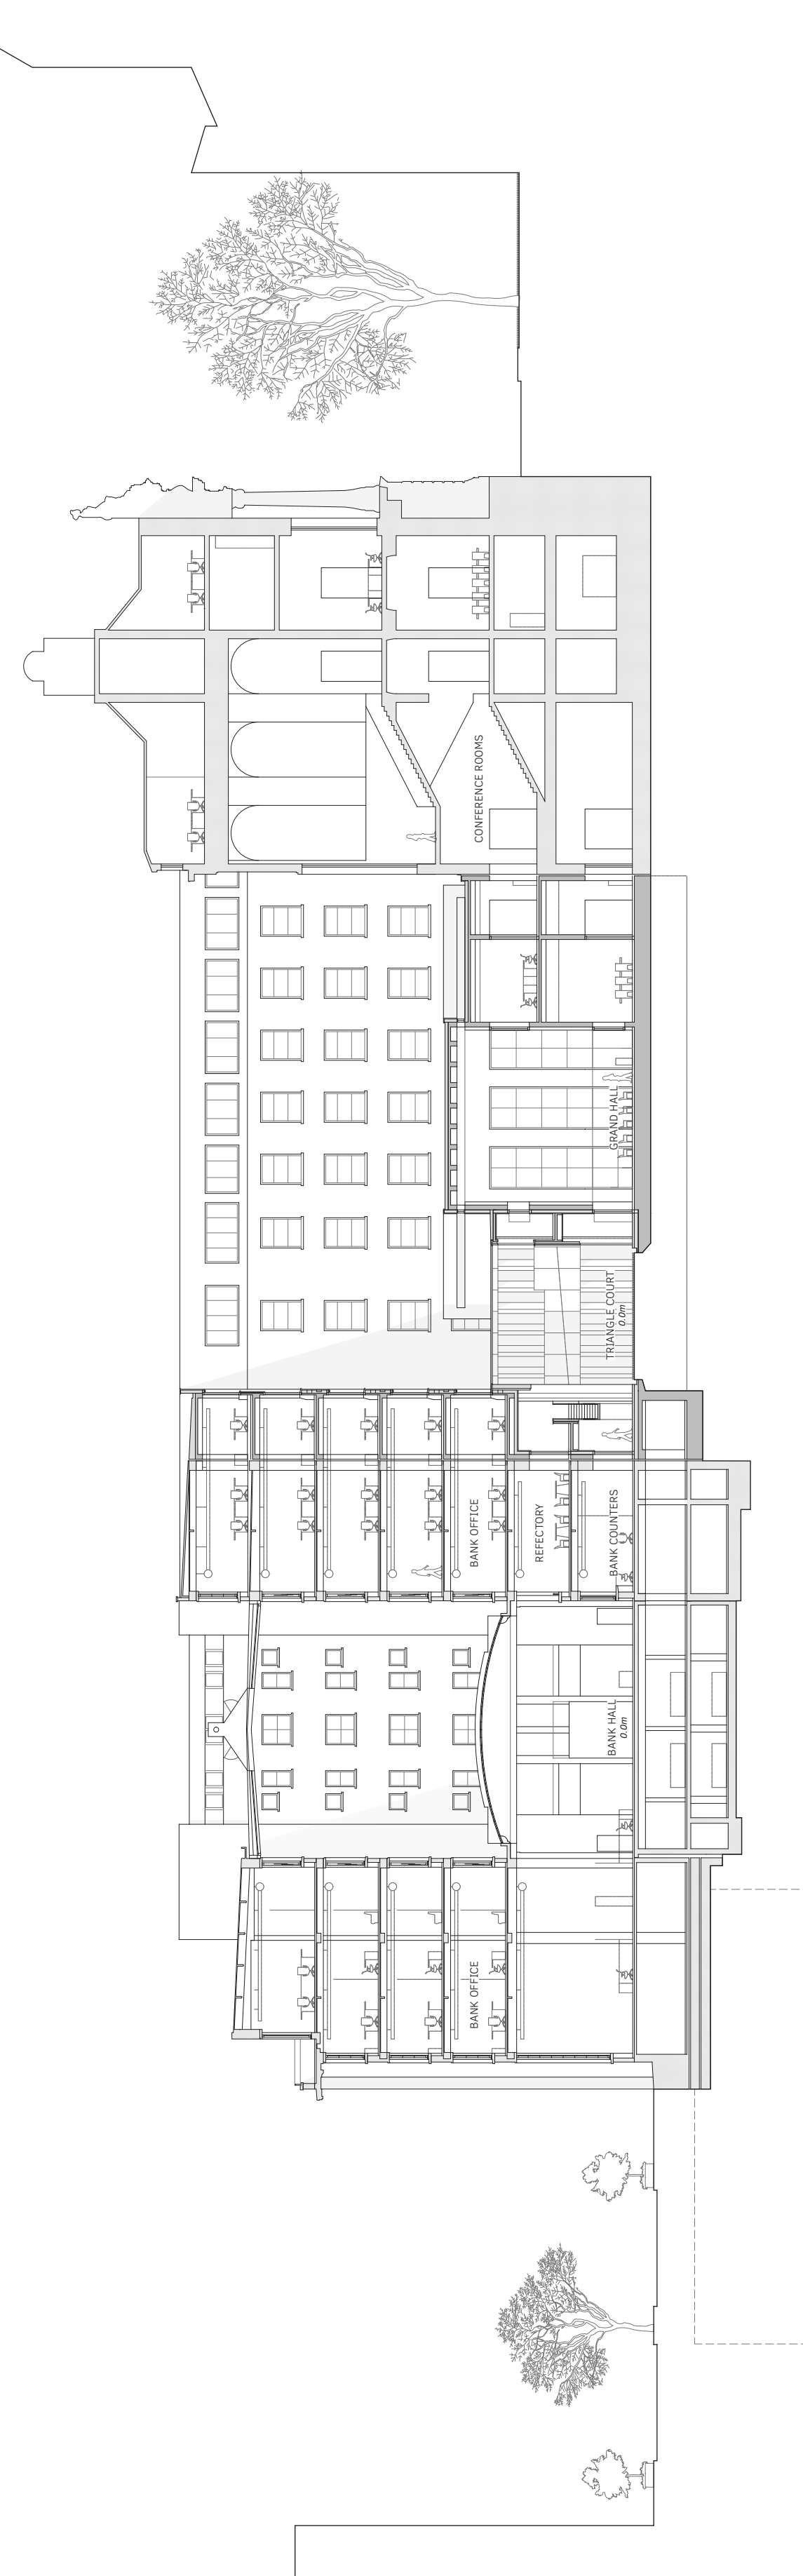 BANK OFFICE
BANK HALL
0.0m
BANK OFFICE
REFECTORY
BANK COUNTERS
TRIANGLE COURT
0.0m
GRAND HALL
CONFERENCE ROOMS